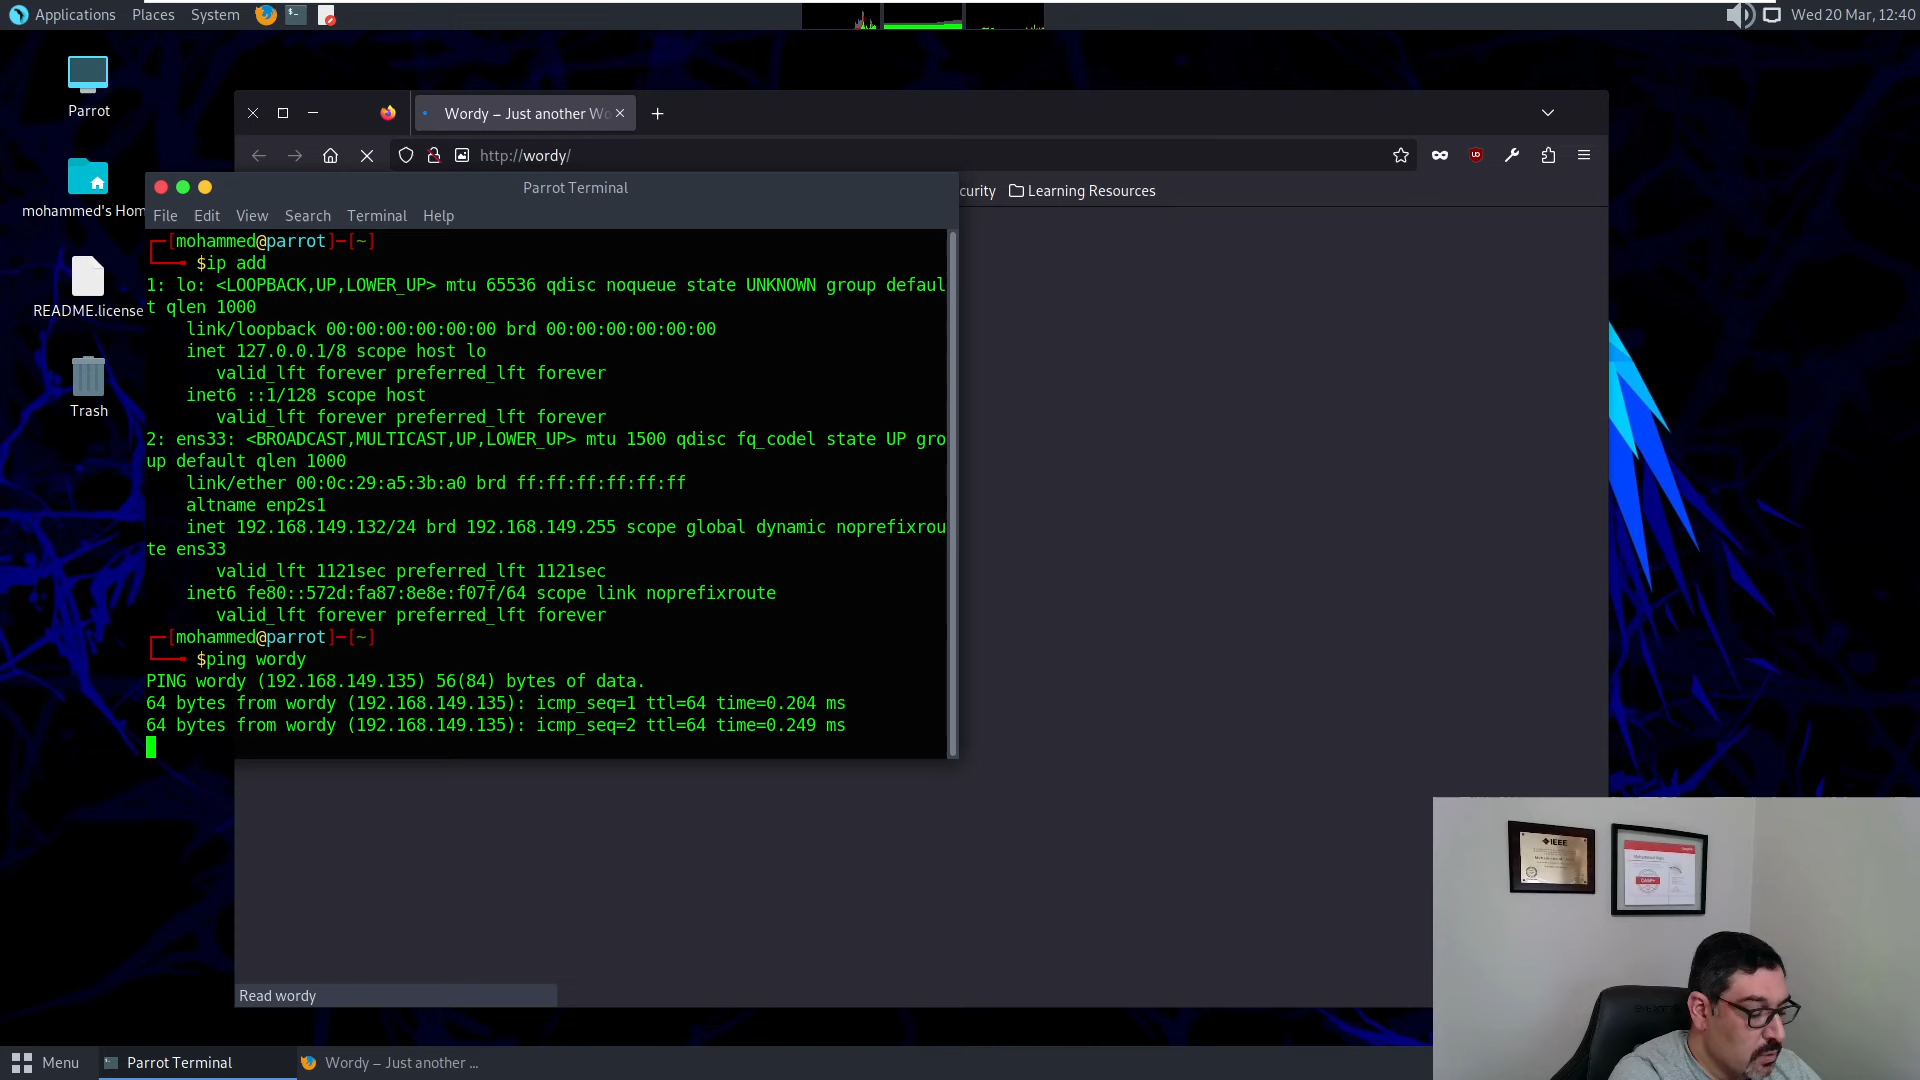 Applications Places System
Wed 20 Mar, 12:40
Parrot
mohammed's Hom
README.license
Trash
Wordy – Just another Wo
http://wordy/
curity Learning Resources
Parrot Terminal
File Edit View Search Terminal Help
[mohammed@parrot]-[~]
$ip add
1: lo: <LOOPBACK,UP,LOWER_UP> mtu 65536 qdisc noqueue state UNKNOWN group defaul
t qlen 1000
link/loopback 00:00:00:00:00:00 brd 00:00:00:00:00:00
inet 127.0.0.1/8 scope host lo
valid_lft forever preferred_lft forever
inet6 ::1/128 scope host
valid_lft forever preferred_lft forever
2: ens33: <BROADCAST,MULTICAST,UP,LOWER_UP> mtu 1500 qdisc fq_codel state UP gro
up default qlen 1000
link/ether 00:0c:29:a5:3b:a0 brd ff:ff:ff:ff:ff:ff
altname enp2s1
inet 192.168.149.132/24 brd 192.168.149.255 scope global dynamic noprefixrou
te ens33
valid_lft 1121sec preferred_lft 1121sec
inet6 fe80::572d:fa87:8e8e:f07f/64 scope link noprefixroute
valid_lft forever preferred_lft forever
[mohammed@parrot]-[~]
$ping wordy
PING wordy (192.168.149.135) 56(84) bytes of data.
64 bytes from wordy (192.168.149.135): icmp_seq=1 ttl=64 time=0.204 ms
64 bytes from wordy (192.168.149.135): icmp_seq=2 ttl=64 time=0.249 ms
IEEE
Read wordy
Menu Parrot Terminal Wordy – Just another ...